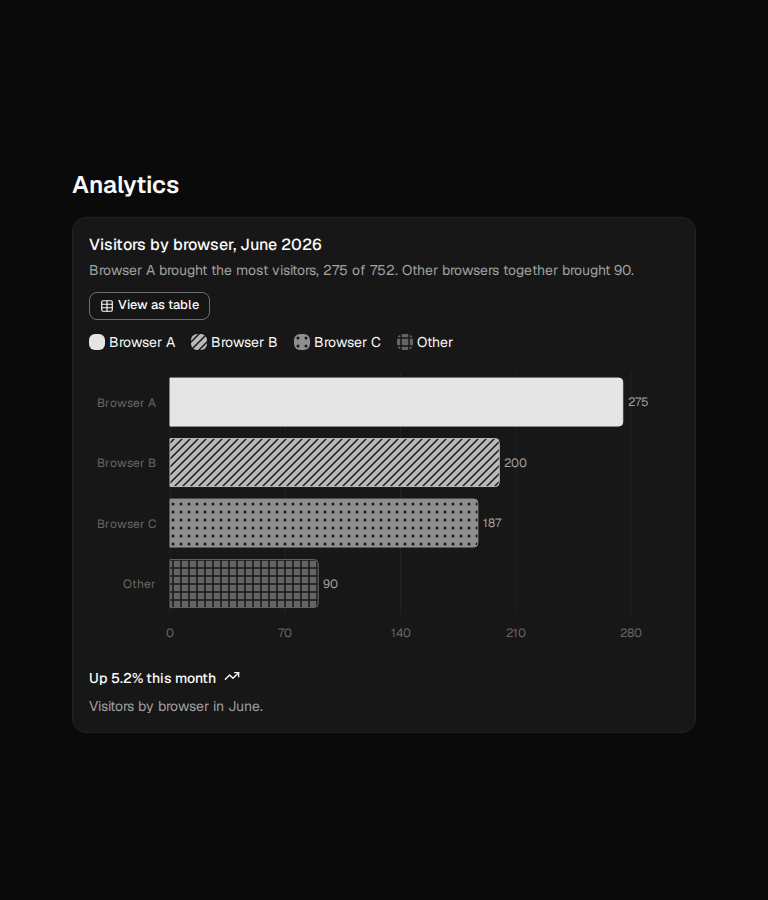 Analytics
Visitors by browser, June 2026
Browser A brought the most visitors, 275 of 752. Other browsers together brought 90.
View as table
Browser A Browser B Browser C Other
Browser A 275
Browser B 200
Browser C 187
Other 90
0 70 140 210 280
Up 5.2% this month
Visitors by browser in June.